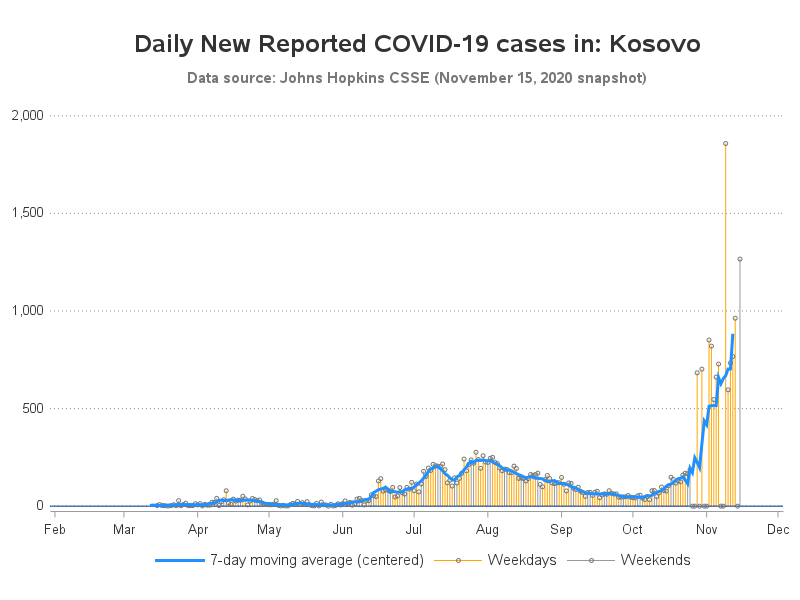 Daily New Reported COVID-19 cases in: Kosovo
Data source: Johns Hopkins CSSE (November 15, 2020 snapshot)
2,000
1,500
1,000
500
0
Feb Mar Apr May Jun Jul Aug Sep Oct Nov Dec
7-day moving average (centered) Weekdays Weekends